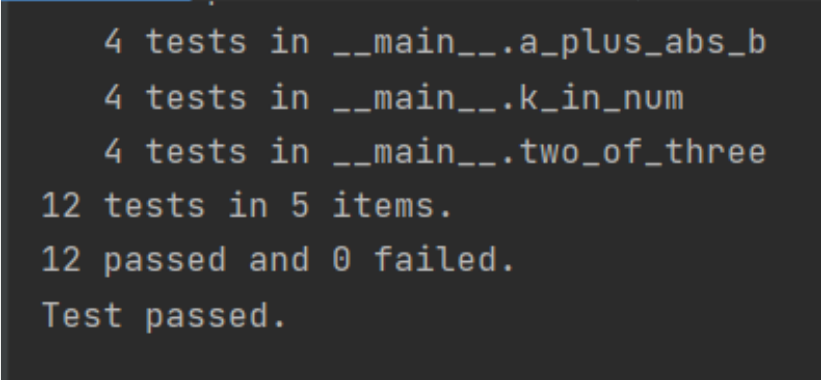 4 tests in __main__.a_plus_abs_b
4 tests in __main__.k_in_num
4 tests in __main__.two_of_three
12 tests in 5 items.
12 passed and 0 failed.
Test passed.